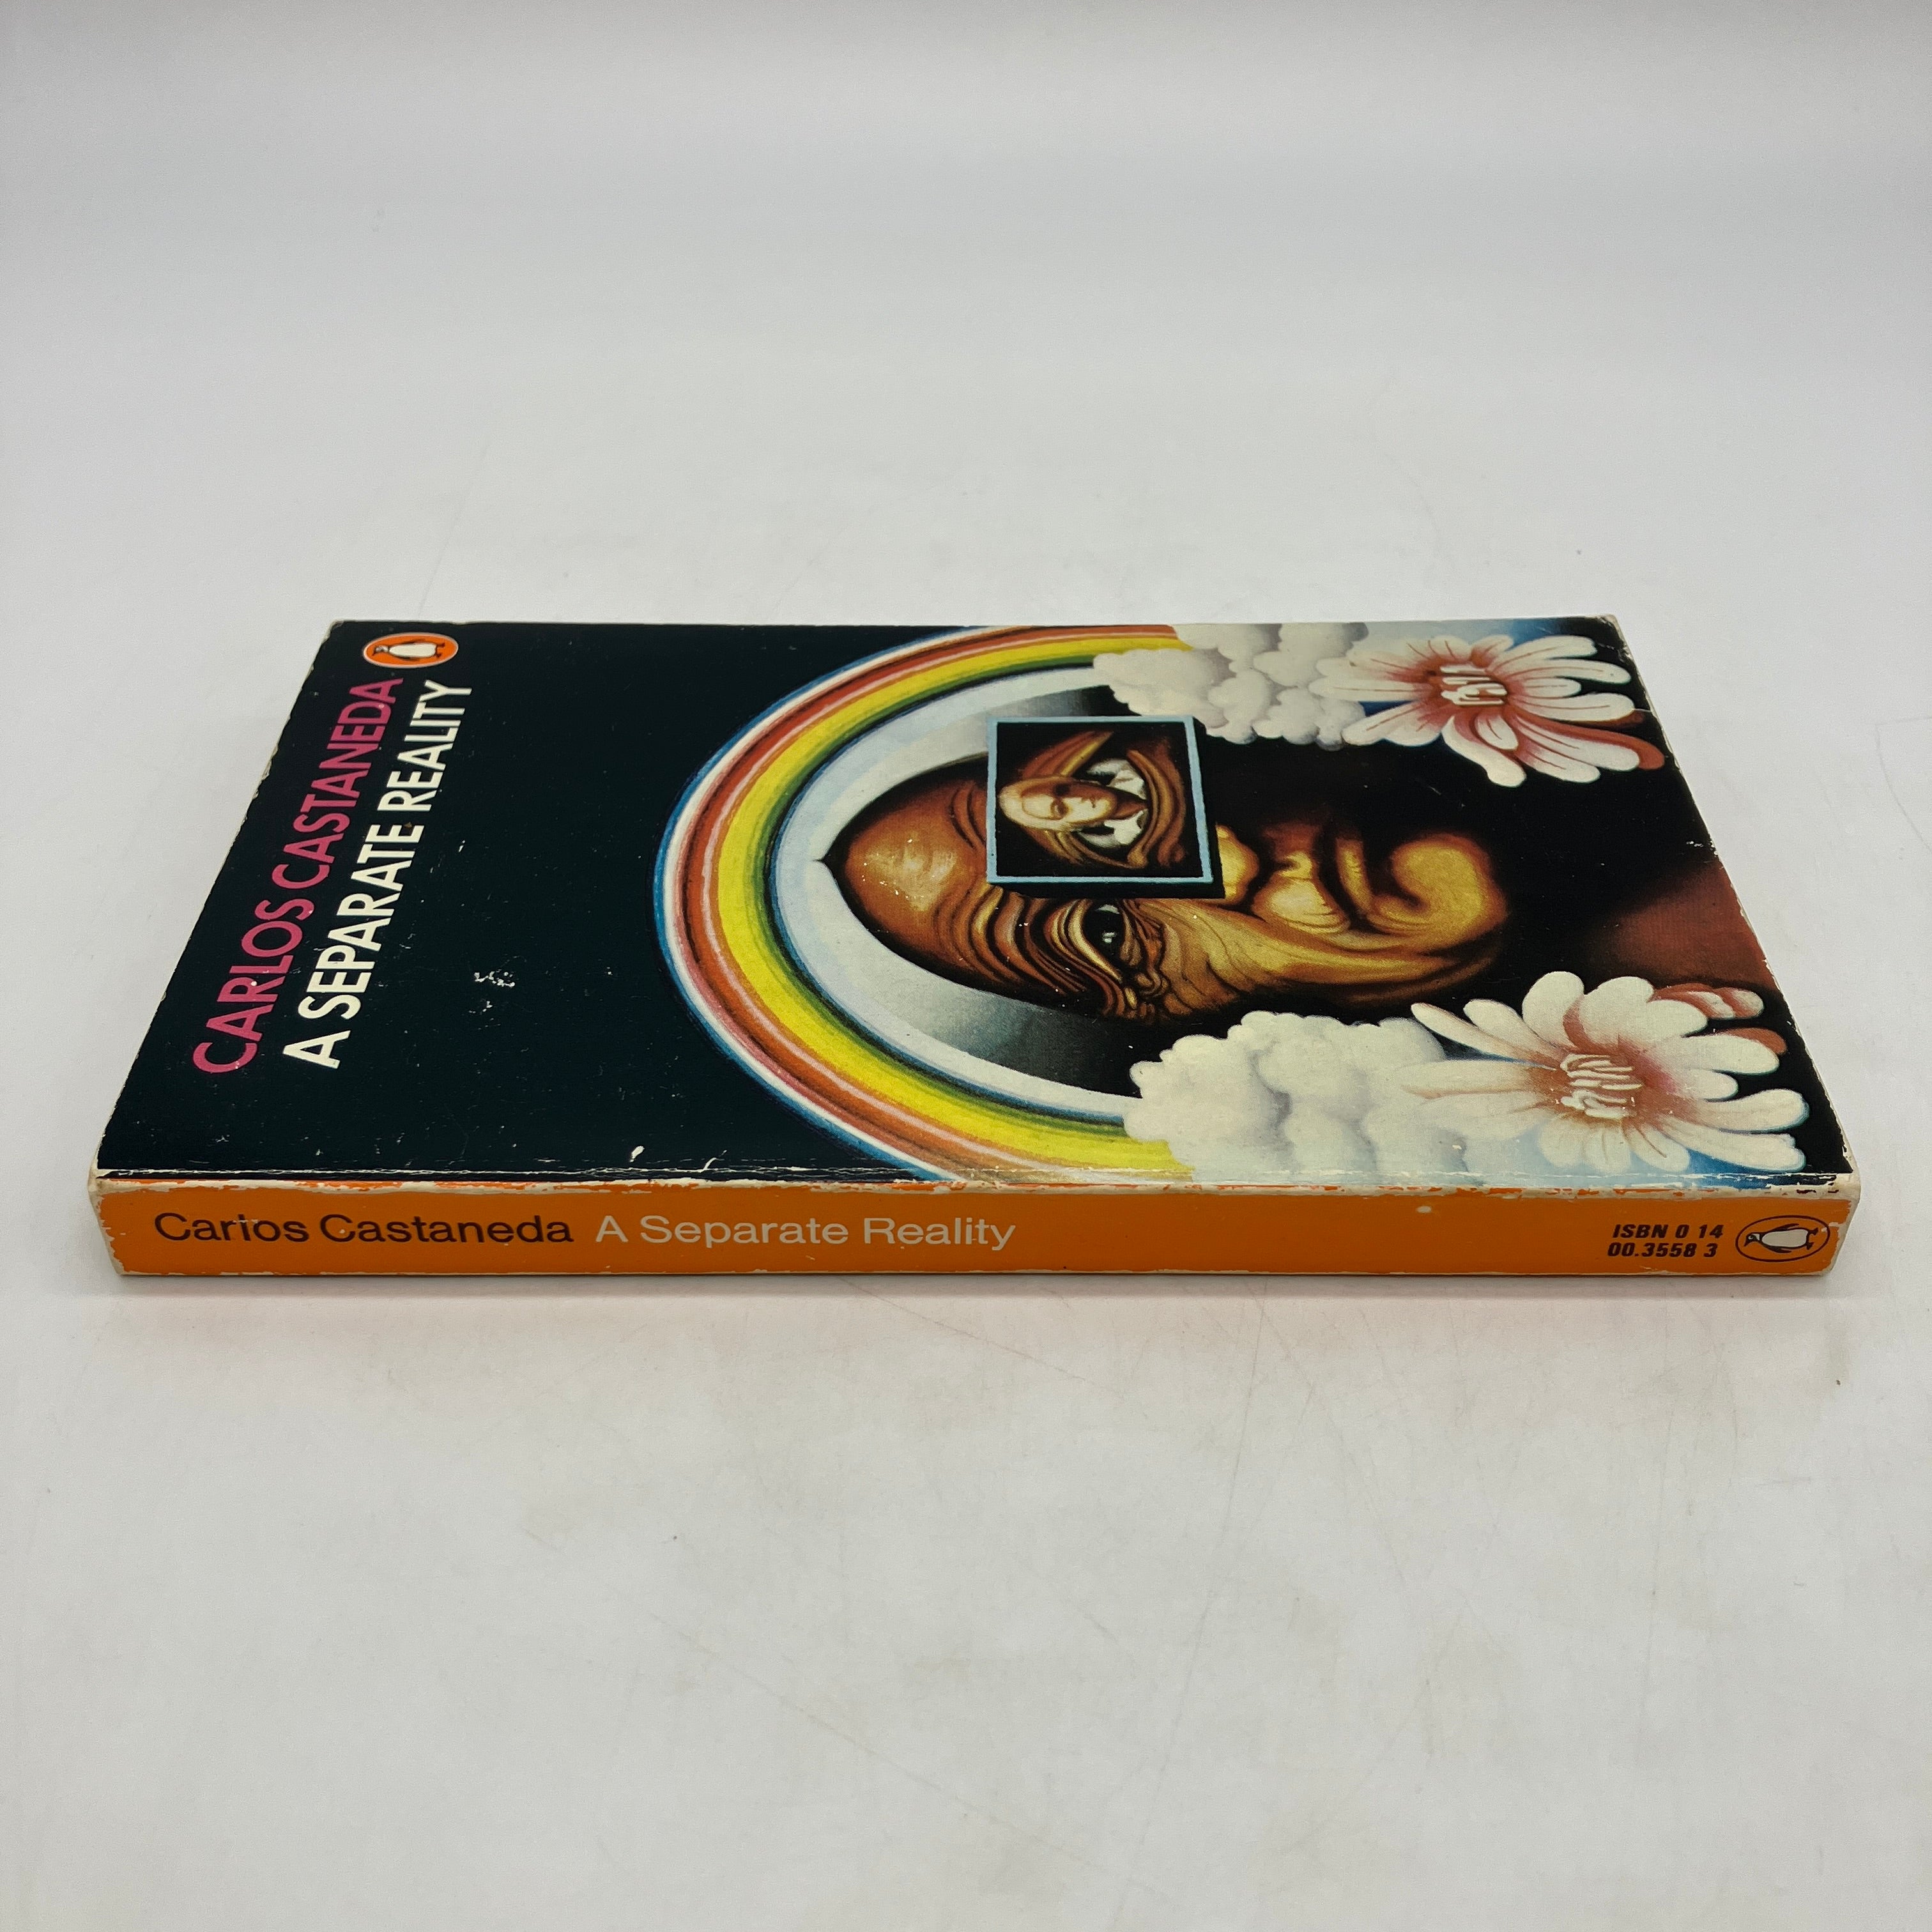 CARLOS CASTANEDA
A SEPARATE REALITY
Carlos Castaneda A Separate Reality
ISBN 0 14
00.3558 3